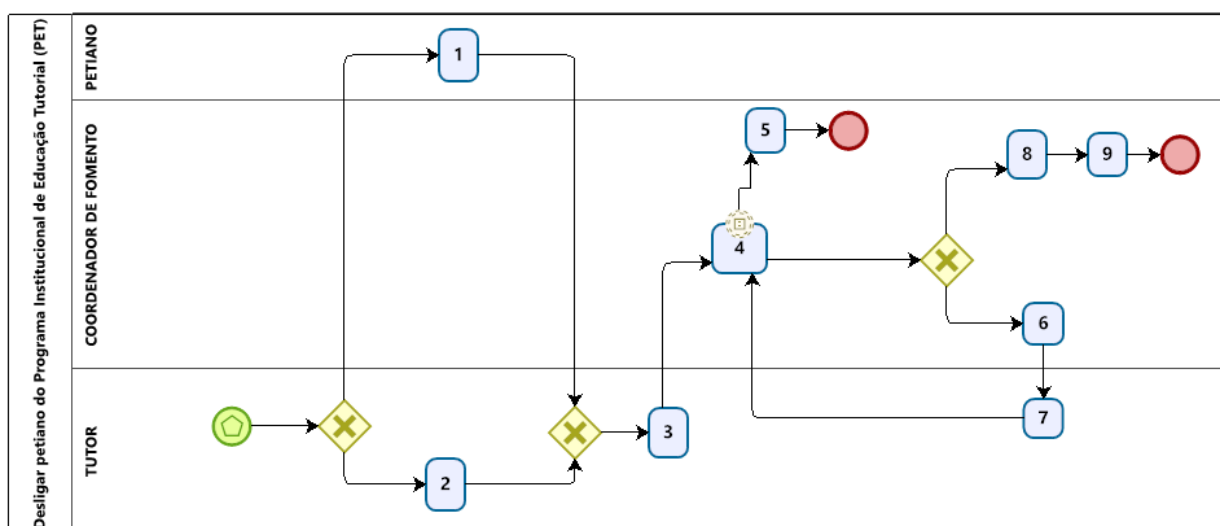 Desligar petiano do Programa Institucional de Educação Tutorial (PET)
PETIANO
1
COORDENADOR DE FOMENTO
5
8
9
4
6
TUTOR
3
7
2